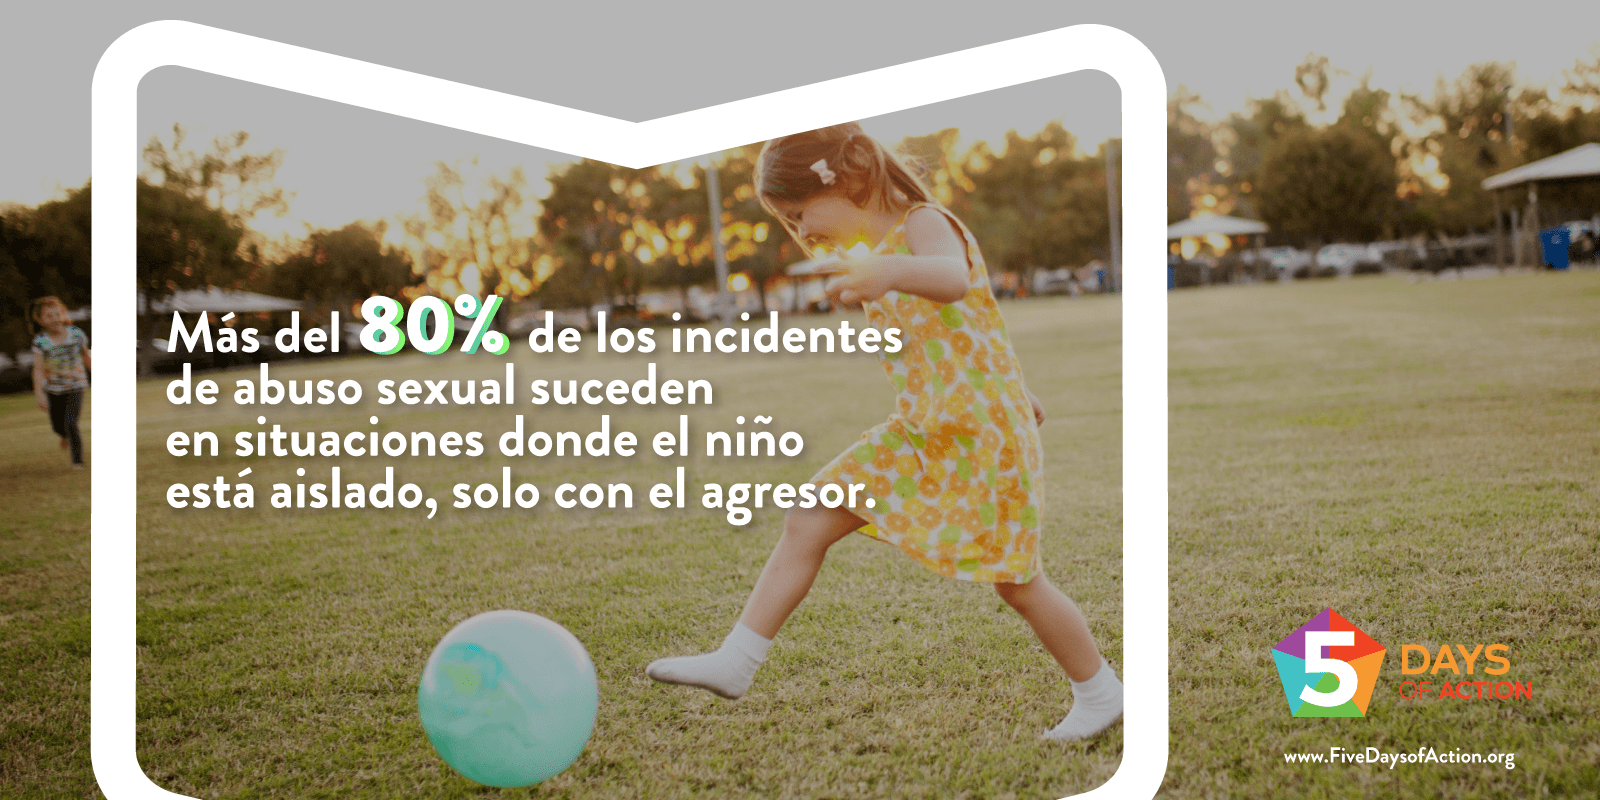 Más del 80% de los incidentes
de abuso sexual suceden
en situaciones donde el niño
está aislado, solo con el agresor.
5 DAYS
OF ACTION
www.FiveDaysofAction.org